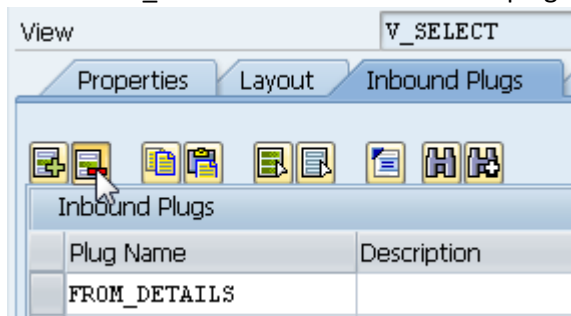 View V_SELECT
Properties Layout Inbound Plugs
Inbound Plugs
Plug Name Description
FROM_DETAILS